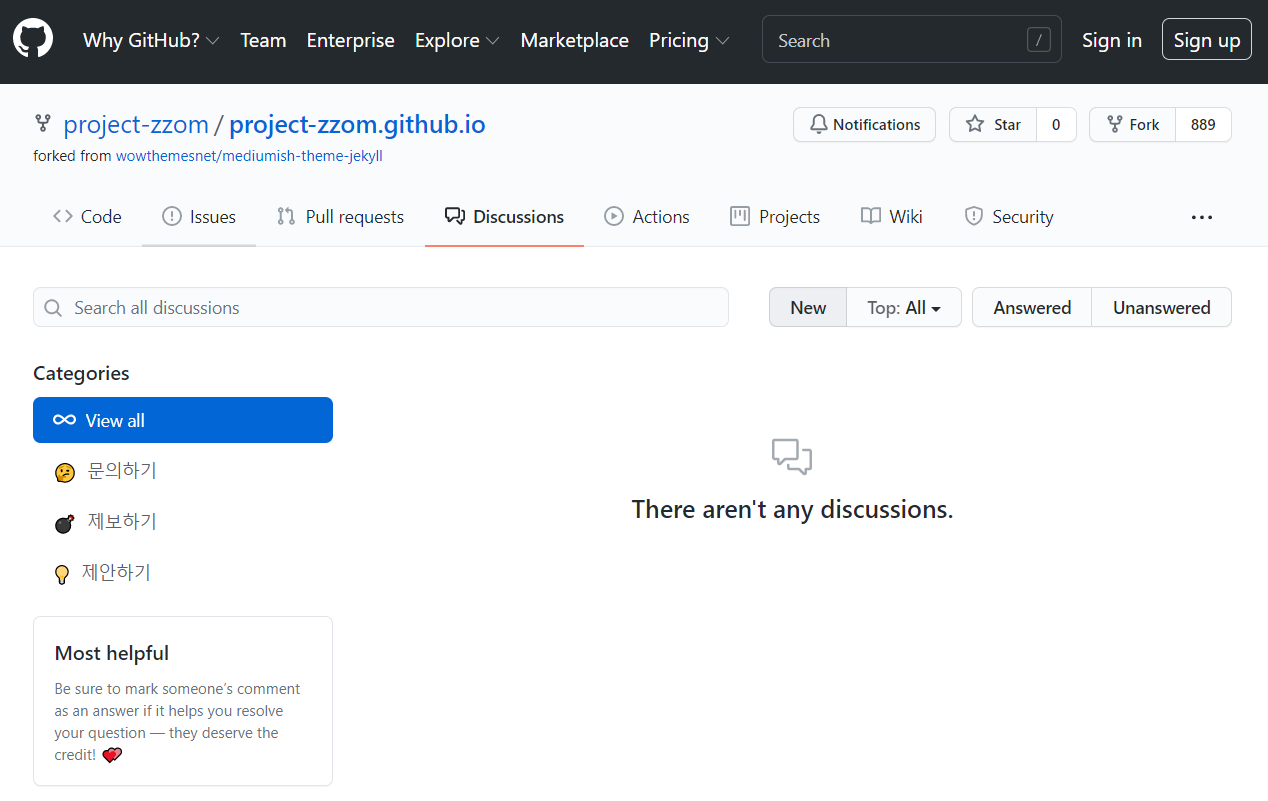 Why GitHub? Team Enterprise Explore Marketplace Pricing Search / Sign in Sign up
project-zzom / project-zzom.github.io Notifications Star 0 Fork 889
forked from wowthemesnet/mediumish-theme-jekyll
Code Issues Pull requests Discussions Actions Projects Wiki Security ...
Search all discussions New Top: All Answered Unanswered
Categories
View all
문의하기
제보하기
제안하기
There aren't any discussions.
Most helpful
Be sure to mark someone’s comment
as an answer if it helps you resolve
your question — they deserve the
credit! 💕